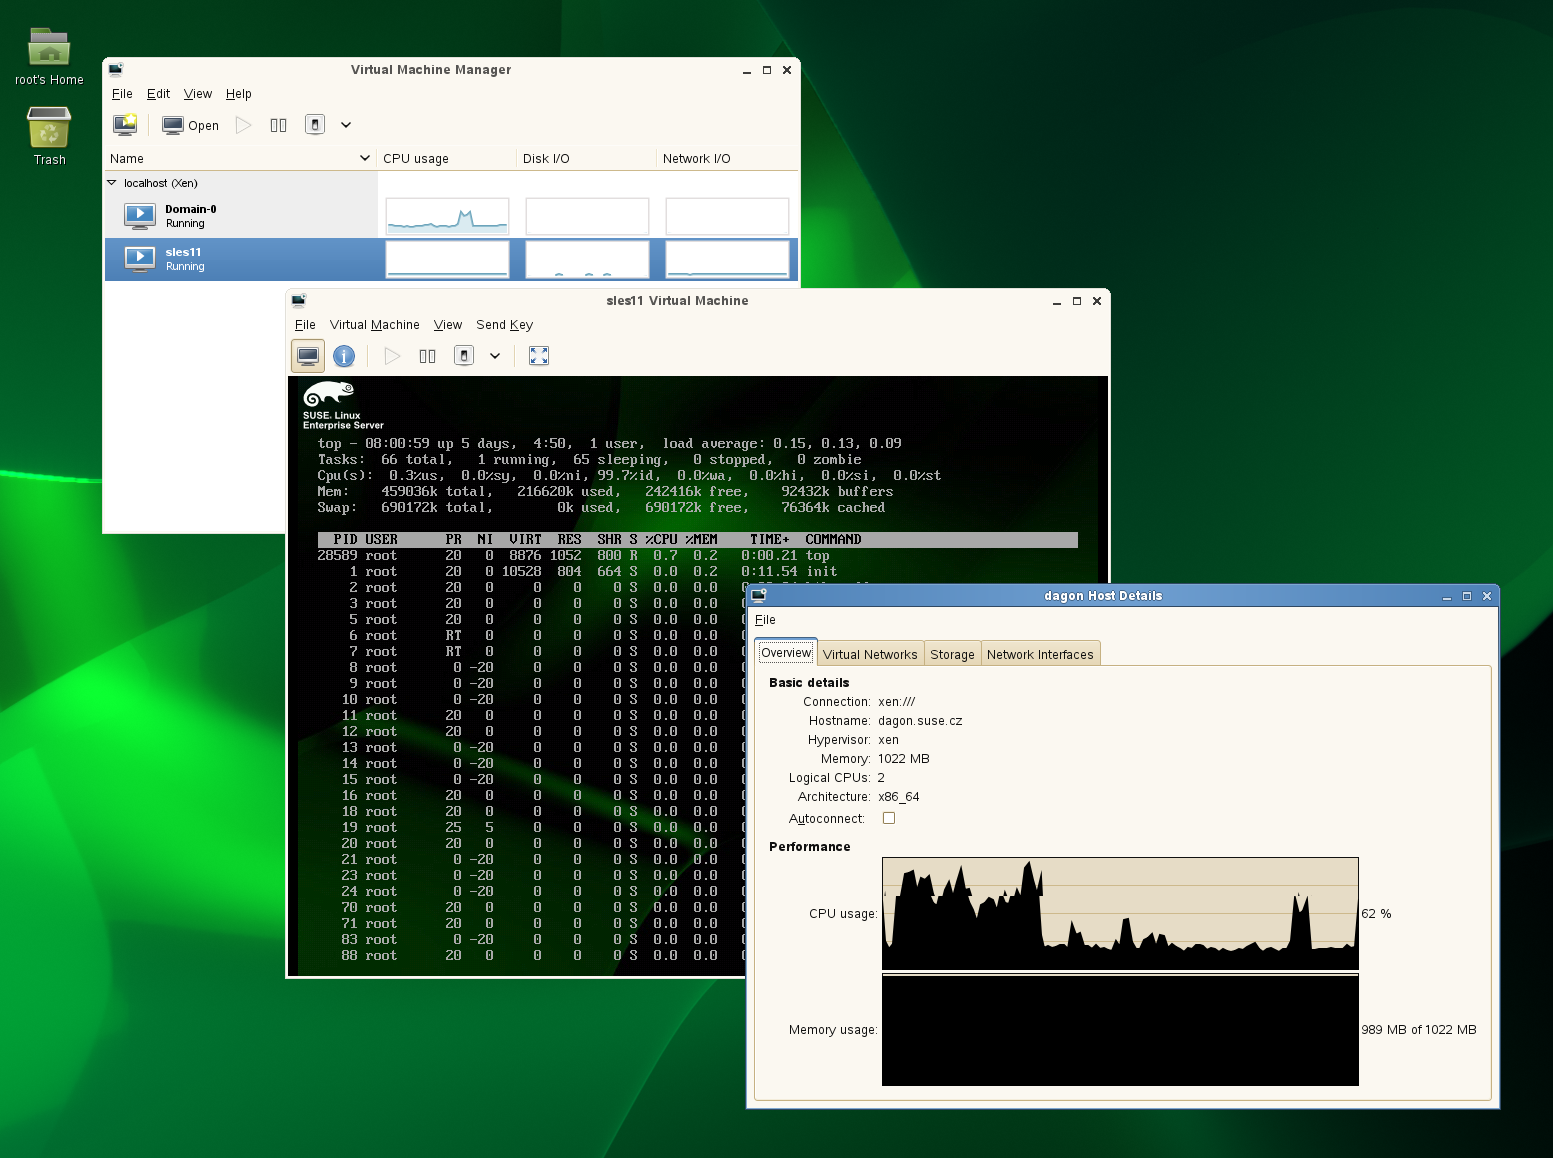 root's Home
Trash
Virtual Machine Manager
File Edit View Help
Open
Name CPU usage Disk I/O Network I/O
localhost (Xen)
Domain-0
Running
sles11
Running
sles11 Virtual Machine
File Virtual Machine View Send Key
SUSE. Linux
Enterprise Server
top - 08:00:59 up 5 days, 4:50, 1 user, load average: 0.15, 0.13, 0.09
Tasks: 66 total, 1 running, 65 sleeping, 0 stopped, 0 zombie
Cpu(s): 0.3%us, 0.0%sy, 0.0%ni, 99.7%id, 0.0%wa, 0.0%hi, 0.0%si, 0.0%st
Mem: 459036k total, 216620k used, 242416k free, 92432k buffers
Swap: 690172k total, 0k used, 690172k free, 76364k cached
PID USER PR NI VIRT RES SHR S %CPU %MEM TIME+ COMMAND
28589 root 20 0 8876 1052 800 R 0.7 0.2 0:00.21 top
1 root 20 0 10528 804 664 S 0.0 0.2 0:11.54 init
2 root 20 0 0 0 0 S 0.0 0.0
3 root 20 0 0 0 0 S 0.0 0.0
5 root 20 0 0 0 0 S 0.0 0.0
6 root RT 0 0 0 0 S 0.0 0.0
7 root RT 0 0 0 0 S 0.0 0.0
8 root 0 -20 0 0 0 S 0.0 0.0
9 root 0 -20 0 0 0 S 0.0 0.0
10 root 0 -20 0 0 0 S 0.0 0.0
11 root 20 0 0 0 0 S 0.0 0.0
12 root 20 0 0 0 0 S 0.0 0.0
13 root 0 -20 0 0 0 S 0.0 0.0
14 root 0 -20 0 0 0 S 0.0 0.0
15 root 0 -20 0 0 0 S 0.0 0.0
16 root 20 0 0 0 0 S 0.0 0.0
18 root 20 0 0 0 0 S 0.0 0.0
19 root 25 5 0 0 0 S 0.0 0.0
20 root 20 0 0 0 0 S 0.0 0.0
21 root 0 -20 0 0 0 S 0.0 0.0
23 root 0 -20 0 0 0 S 0.0 0.0
24 root 0 -20 0 0 0 S 0.0 0.0
70 root 20 0 0 0 0 S 0.0 0.0
71 root 20 0 0 0 0 S 0.0 0.0
83 root 0 -20 0 0 0 S 0.0 0.0
88 root 20 0 0 0 0 S 0.0 0.0
dagon Host Details
File
Overview Virtual Networks Storage Network Interfaces
Basic details
Connection: xen:///
Hostname: dagon.suse.cz
Hypervisor: xen
Memory: 1022 MB
Logical CPUs: 2
Architecture: x86_64
Autoconnect:
Performance
CPU usage: 62 %
Memory usage: 989 MB of 1022 MB